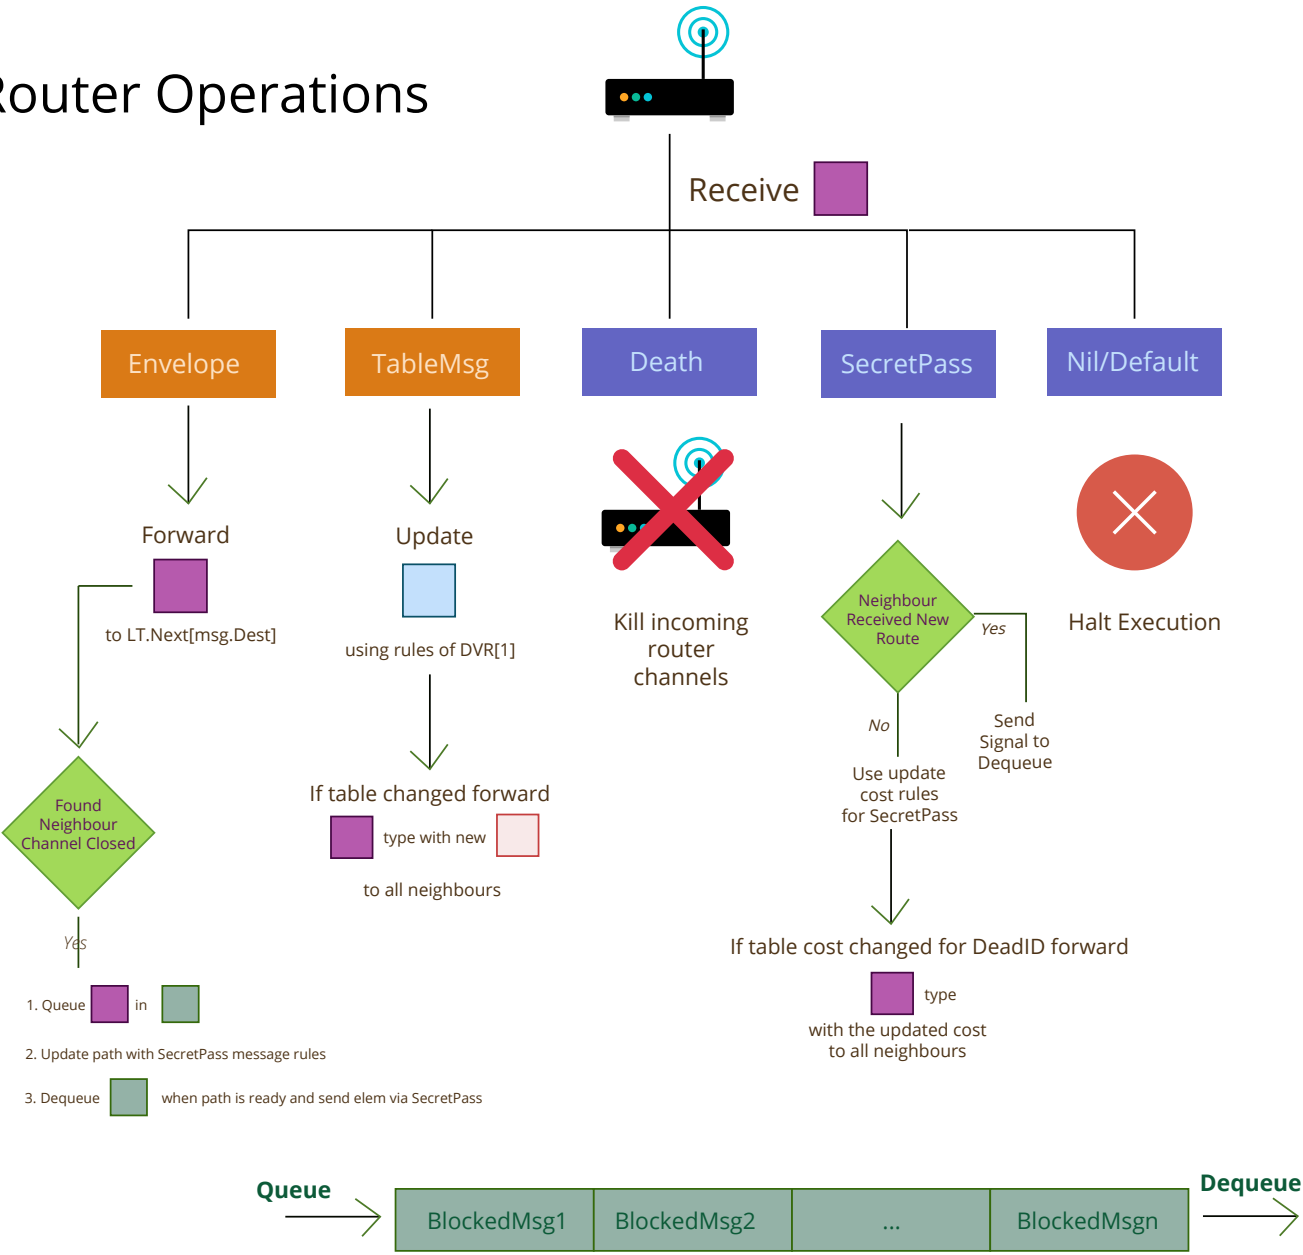 Router Operations
Receive
Envelope
TableMsg
Death
SecretPass
Nil/Default
Forward
to LT.Next[msg.Dest]
Found
Neighbour
Channel Closed
Yes
1. Queue in
2. Update path with SecretPass message rules
3. Dequeue when path is ready and send elem via SecretPass
Update
using rules of DVR[1]
If table changed forward
type with new
to all neighbours
Kill incoming
router
channels
Neighbour
Received New
Route
Yes
Send
Signal to
Dequeue
No
Use update
cost rules
for SecretPass
If table cost changed for DeadID forward
type
with the updated cost
to all neighbours
Halt Execution
Queue
BlockedMsg1
BlockedMsg2
...
BlockedMsgn
Dequeue